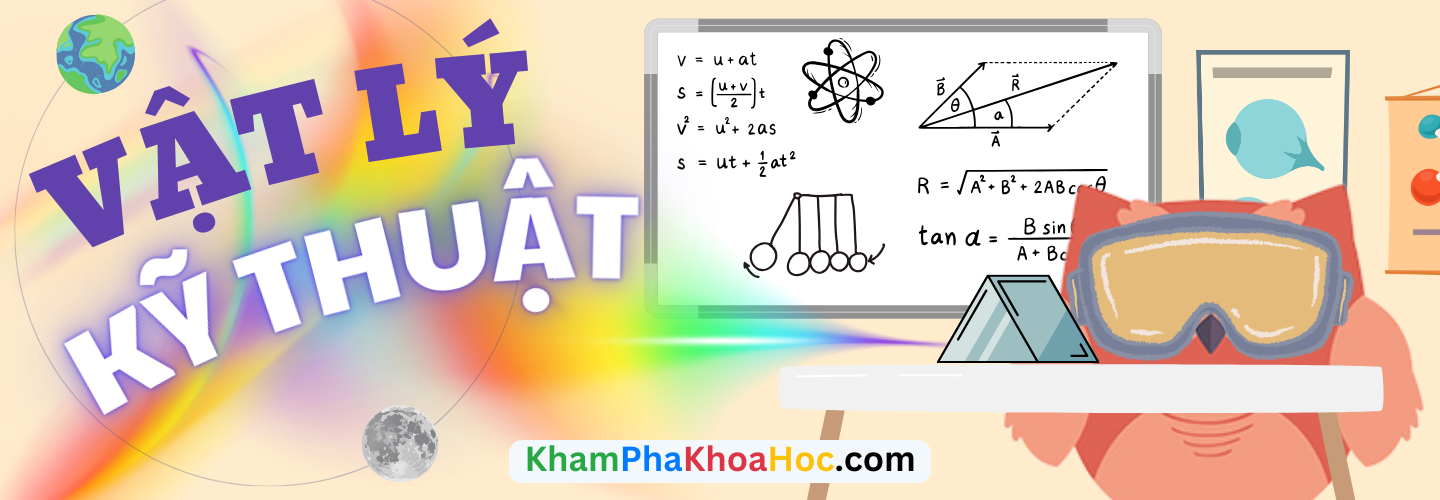 VẬT LÝ
KỸ THUẬT
v = u + at
s = (u + v / 2) t
v² = u² + 2as
s = ut + 1/2 at²
B R
θ a
A
R = √A² + B² + 2AB cos θ
tan a = B sin
A + B
KhamPhaKhoaHoc.com